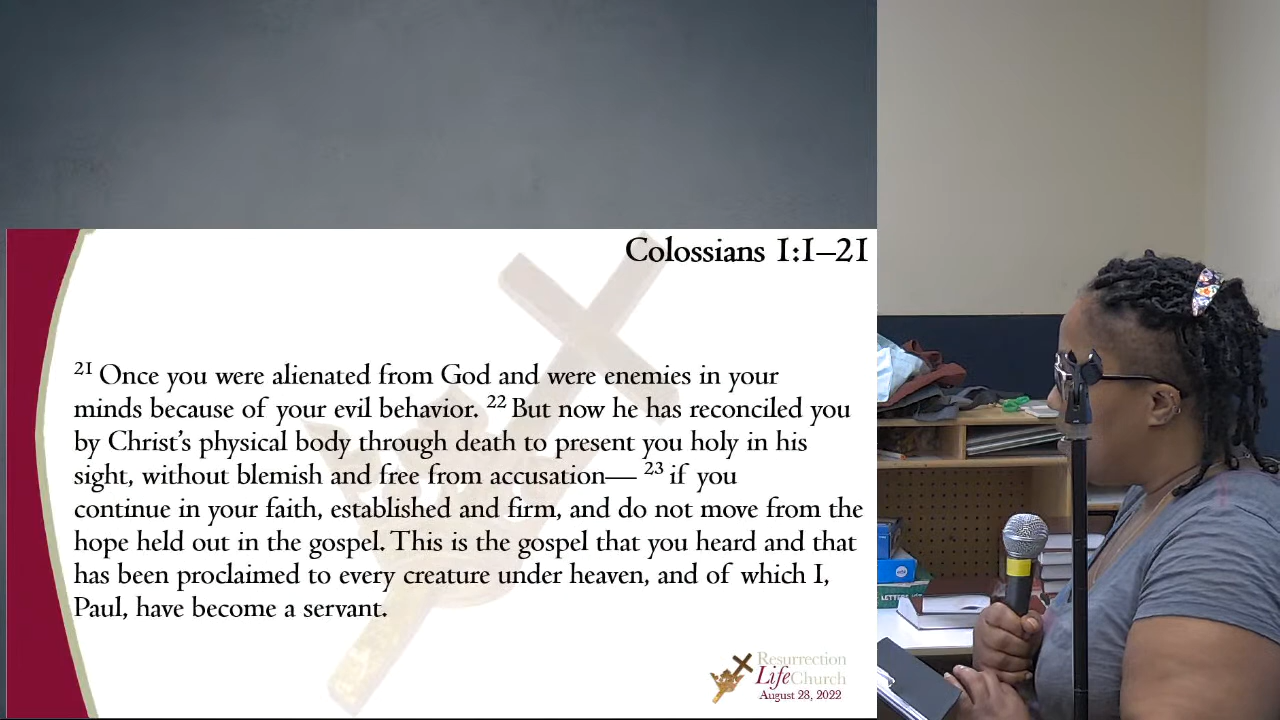 Colossians 1:1–21
²¹ Once you were alienated from God and were enemies in your
minds because of your evil behavior. ²² But now he has reconciled you
by Christ’s physical body through death to present you holy in his
sight, without blemish and free from accusation— ²³ if you
continue in your faith, established and firm, and do not move from the
hope held out in the gospel. This is the gospel that you heard and that
has been proclaimed to every creature under heaven, and of which I,
Paul, have become a servant.
Resurrection
LifeChurch
August 28, 2022